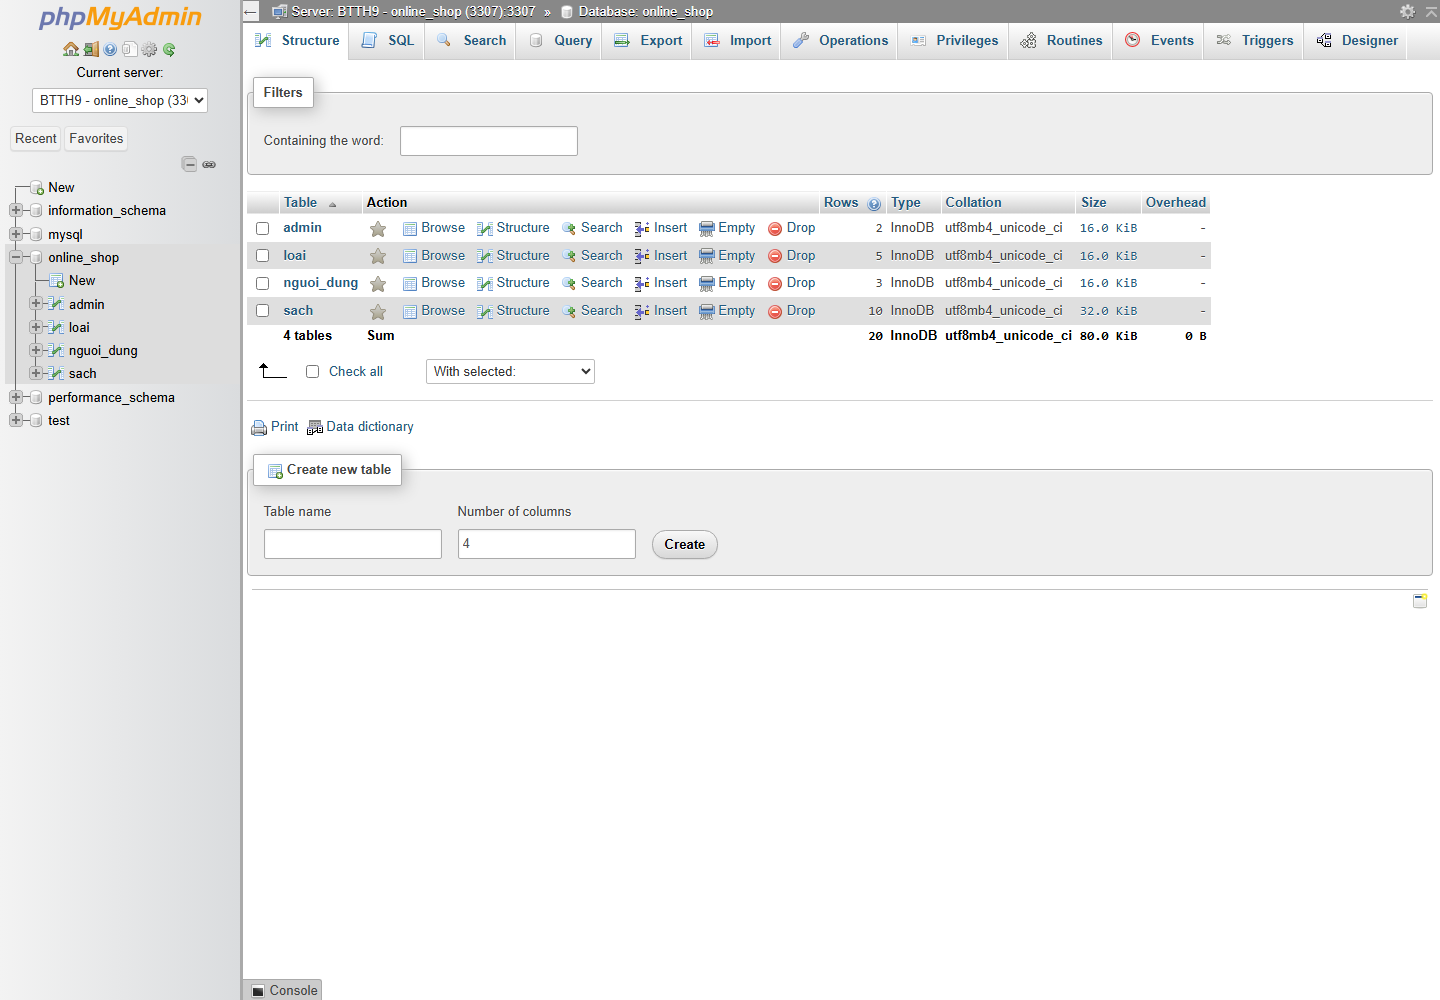 phpMyAdmin
Current server:
BTTH9 - online_shop (330
Recent Favorites
New
information_schema
mysql
online_shop
New
admin
loai
nguoi_dung
sach
performance_schema
test
Server: BTTH9 - online_shop (3307):3307 » Database: online_shop
Structure SQL Search Query Export Import Operations Privileges Routines Events Triggers Designer
Filters
Containing the word:
Table Action Rows Type Collation Size Overhead
admin Browse Structure Search Insert Empty Drop 2 InnoDB utf8mb4_unicode_ci 16.0 KiB -
loai Browse Structure Search Insert Empty Drop 5 InnoDB utf8mb4_unicode_ci 16.0 KiB -
nguoi_dung Browse Structure Search Insert Empty Drop 3 InnoDB utf8mb4_unicode_ci 16.0 KiB -
sach Browse Structure Search Insert Empty Drop 10 InnoDB utf8mb4_unicode_ci 32.0 KiB -
4 tables Sum 20 InnoDB utf8mb4_unicode_ci 80.0 KiB 0 B
Check all With selected:
Print Data dictionary
Create new table
Table name Number of columns
4 Create
Console